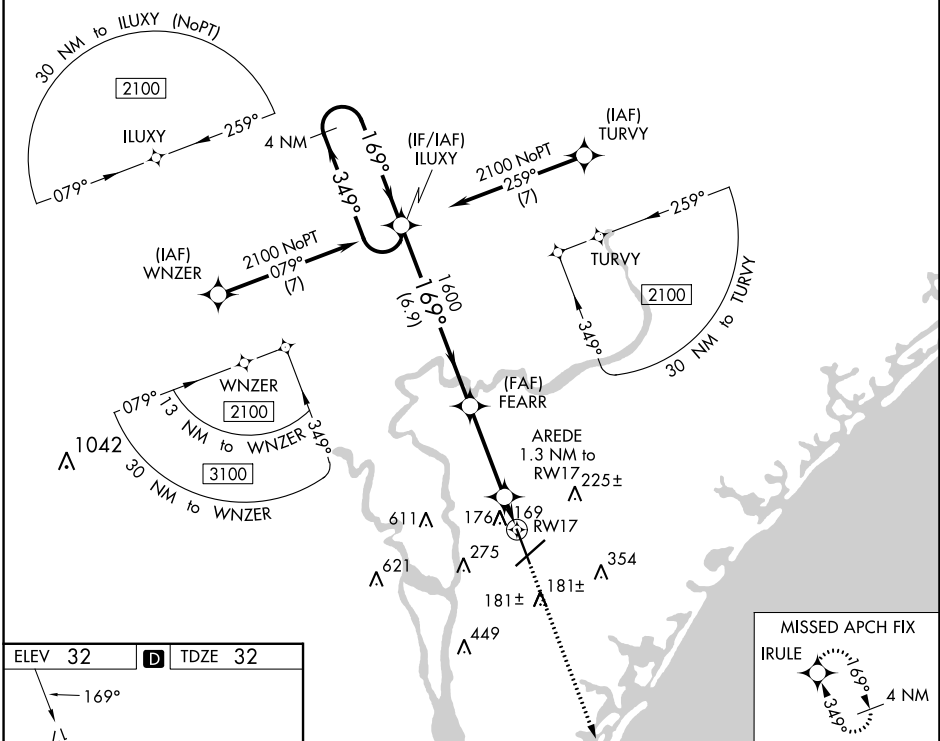 30 NM to ILUXY (NoPT)
2100
ILUXY
259°
079°
4 NM
169°
349°
(IF/IAF)
ILUXY
(IAF)
TURVY
2100 NoPT
259°
(7)
(IAF)
WNZER
2100 NoPT
079°
(7)
1600
169°
(6.9)
259°
TURVY
2100
349°
30 NM to TURVY
WNZER
079°
2100
13 NM to WNZER
349°
3100
30 NM to WNZER
1042
(FAF)
FEARR
AREDE
1.3 NM to
RW17
225±
611
176
169
RW17
275
621
354
181±
181±
449
ELEV 32
D
TDZE 32
169°
MISSED APCH FIX
IRULE
169°
349°
4 NM